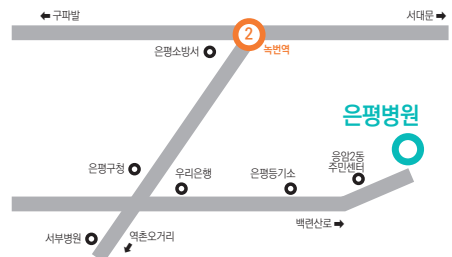 ← 구파발
서대문 →
2
은평소방서
녹번역
은평병원
응암2동
주민센터
은평구청
우리은행
은평등기소
백련산로 →
서부병원
역촌오거리